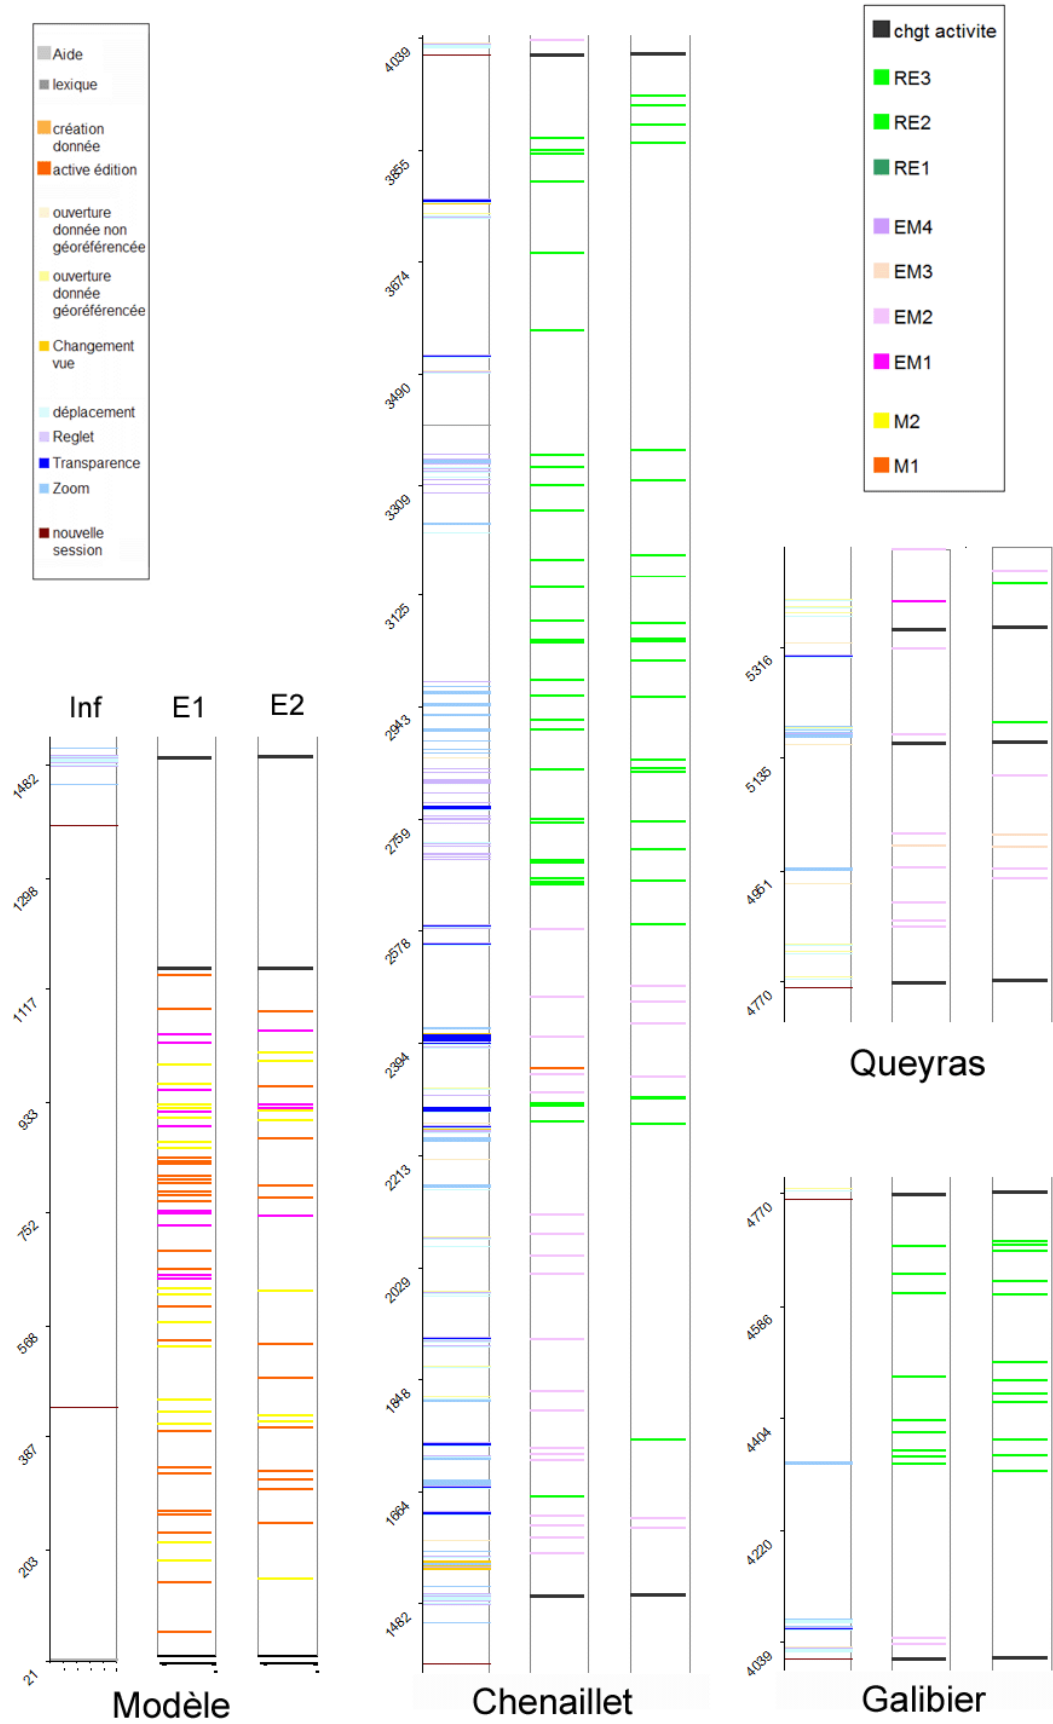 Aide
lexique
création
donnée
active édition
ouverture
donnée non
géoréférencée
ouverture
donnée
géoréférencée
Changement
vue
déplacement
Reglet
Transparence
Zoom
nouvelle
session
chgt activite
RE3
RE2
RE1
EM4
EM3
EM2
EM1
M2
M1
Inf
E1
E2
1482
1298
1117
933
752
568
387
203
21
Modèle
4039
3855
3674
3490
3309
3125
2943
2759
2578
2394
2213
2029
1848
1664
1482
Chenaillet
5316
5135
4951
4770
Queyras
4770
4586
4404
4220
4039
Galibier